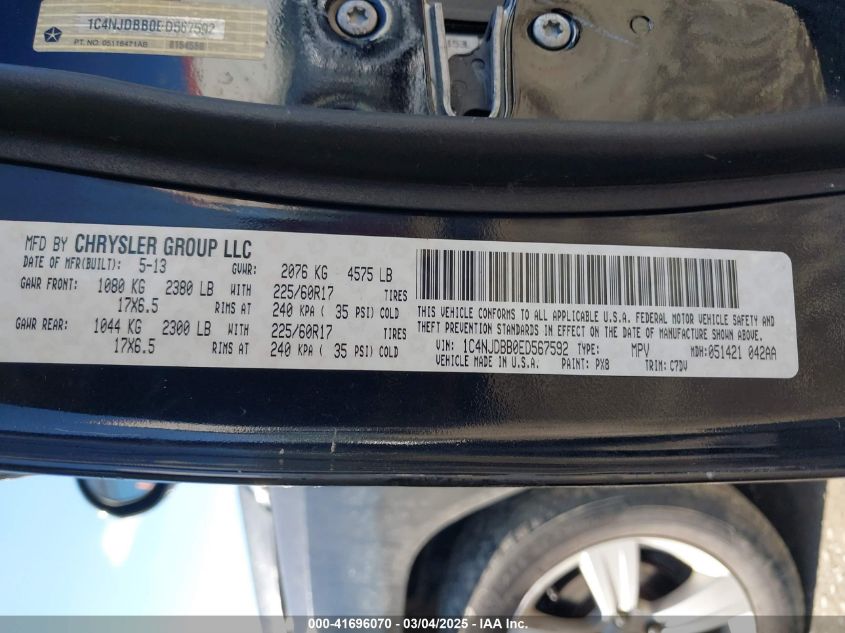 1C4NJDBB0ED567592
PT. NO. 05116471AB
MFD BY CHRYSLER GROUP LLC
DATE OF MFR(BUILT): 5-13 GVWR: 2076 KG 4575 LB
GAWR FRONT: 1080 KG 2380 LB WITH 225/60R17 TIRES
17X6.5 RIMS AT 240 KPA ( 35 PSI) COLD
GAWR REAR: 1044 KG 2300 LB WITH 225/60R17 TIRES
17X6.5 RIMS AT 240 KPA ( 35 PSI) COLD
THIS VEHICLE CONFORMS TO ALL APPLICABLE U.S.A. FEDERAL MOTOR VEHICLE SAFETY AND
THEFT PREVENTION STANDARDS IN EFFECT ON THE DATE OF MANUFACTURE SHOWN ABOVE.
VIN: 1C4NJDBB0ED567592 TYPE: MPV MDH:051421 042AA
VEHICLE MADE IN U.S.A. PAINT: PX8 TRIM: C7DV
000-41696070 - 03/04/2025 - IAA Inc.